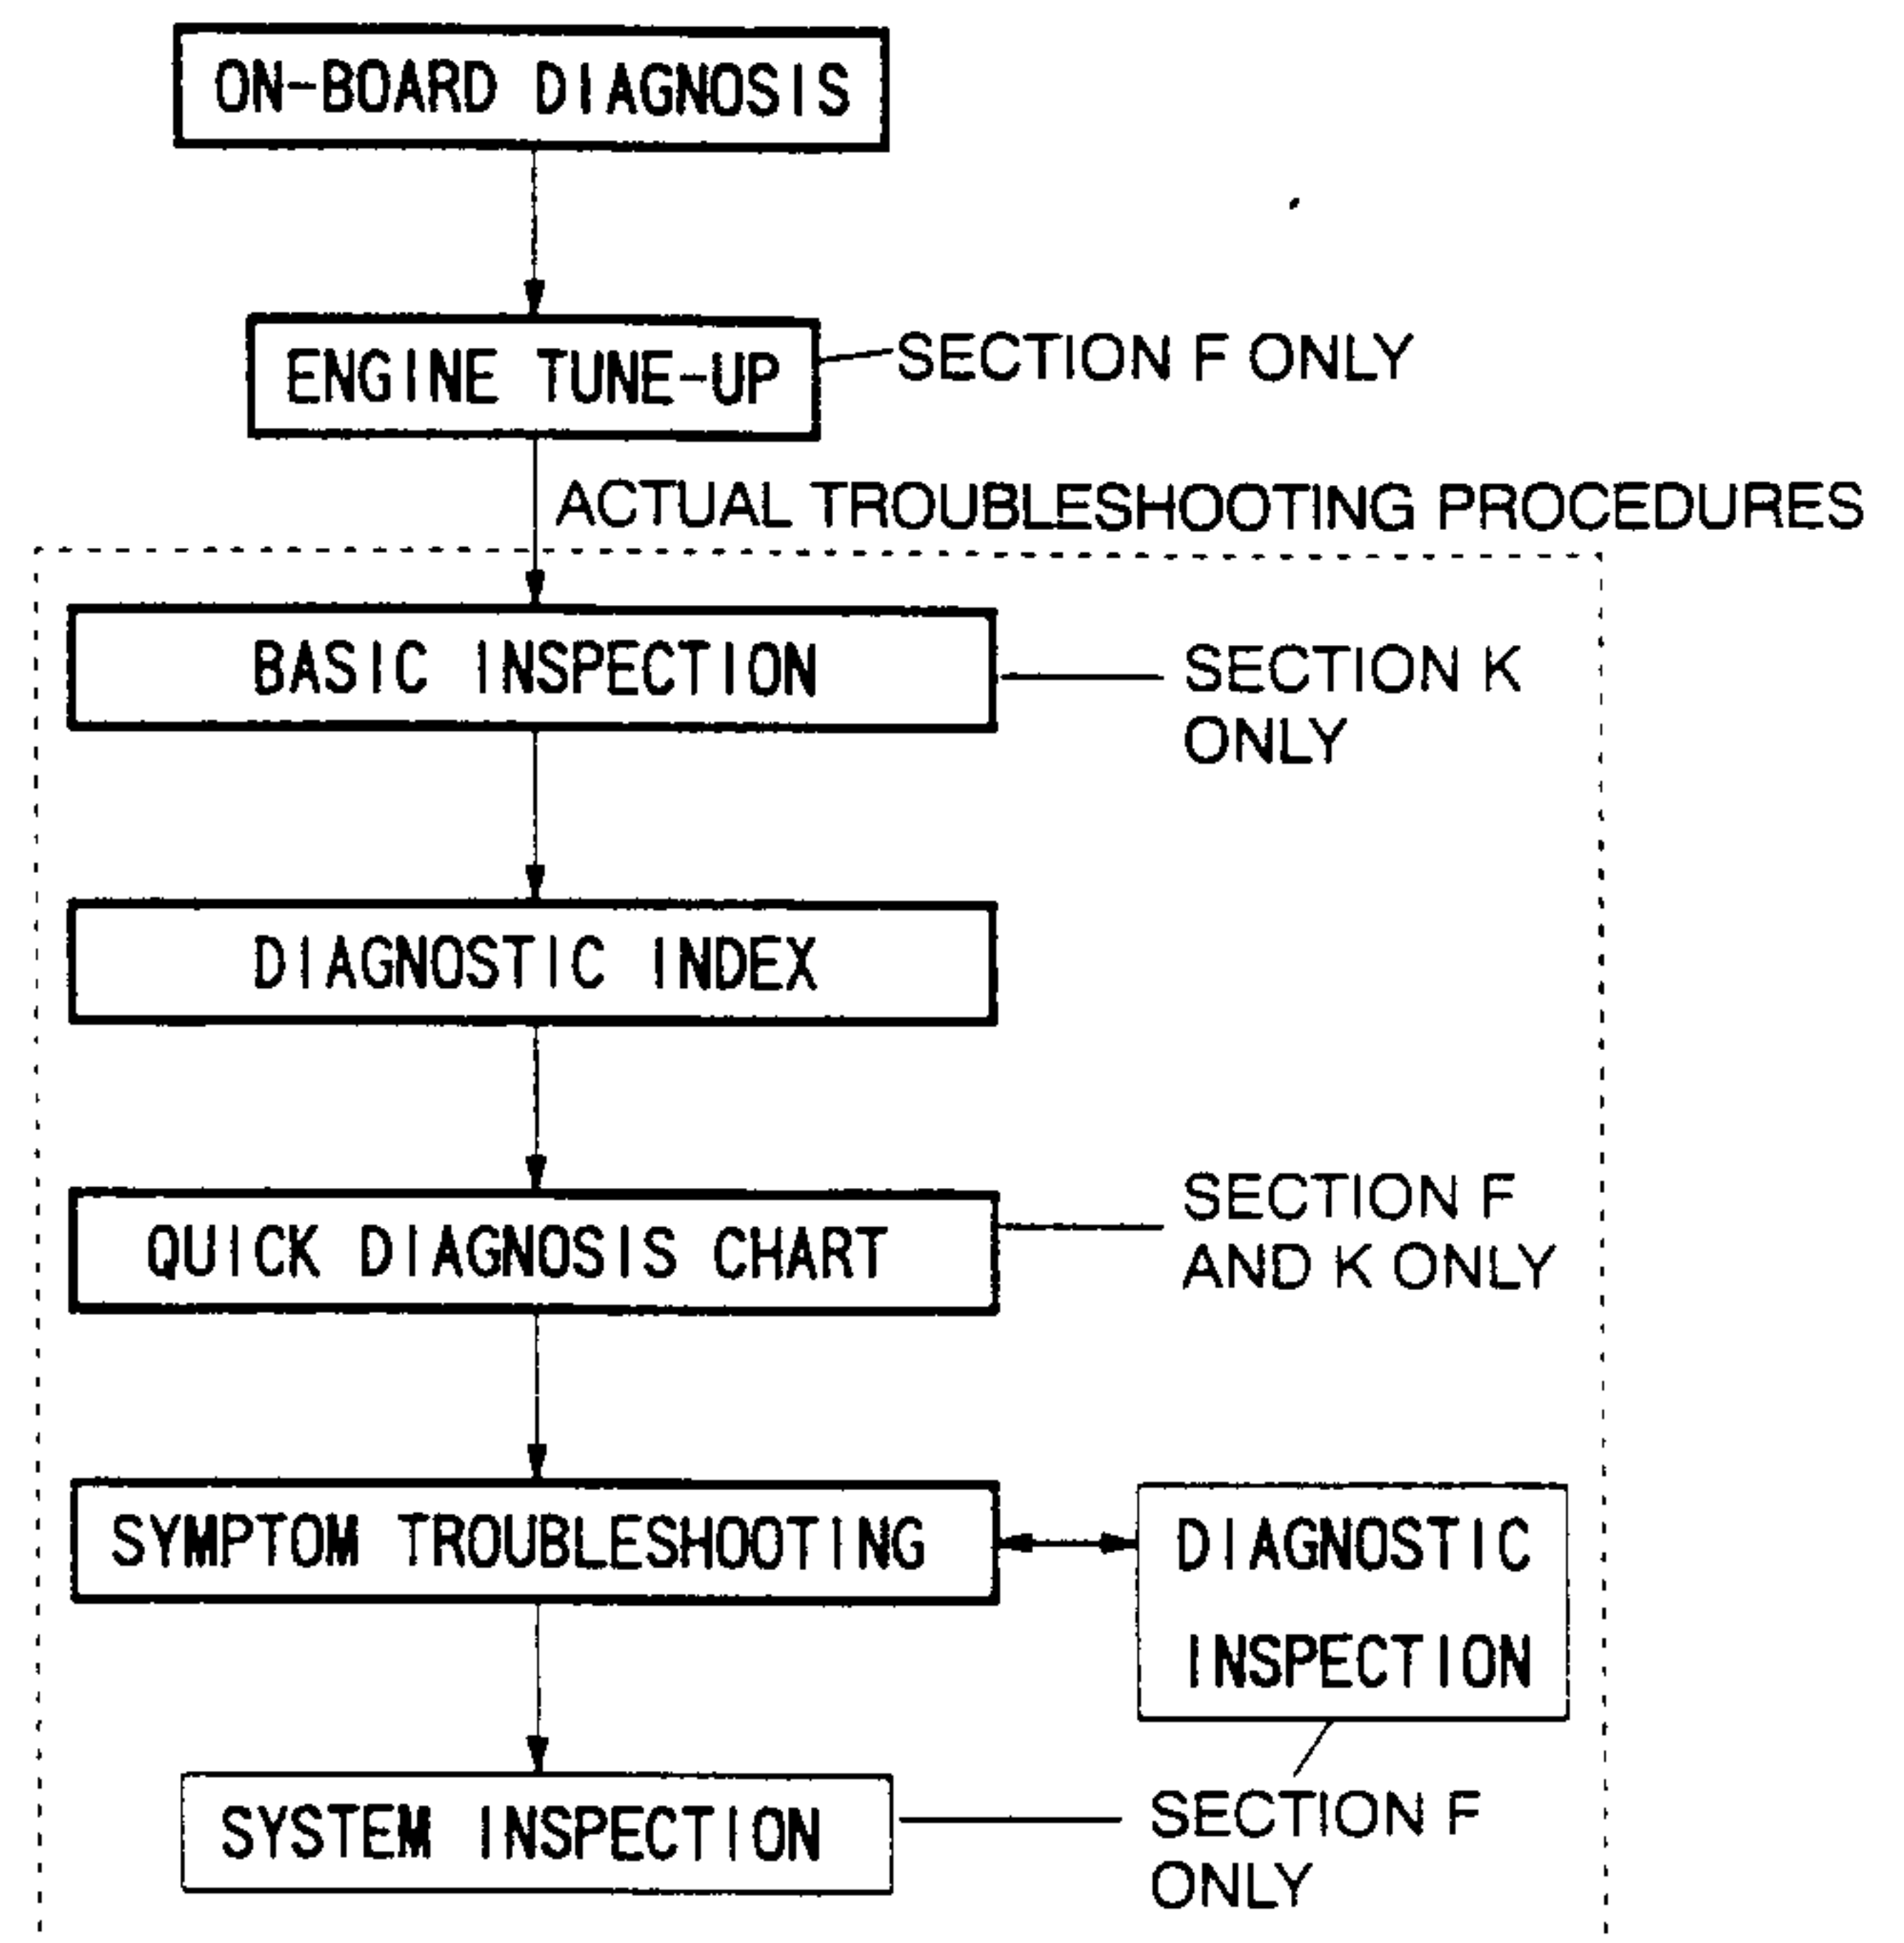 ON-BOARD DIAGNOSIS
ENGINE TUNE-UP
SECTION F ONLY
ACTUAL TROUBLESHOOTING PROCEDURES
BASIC INSPECTION
SECTION K
ONLY
DIAGNOSTIC INDEX
QUICK DIAGNOSIS CHART
SECTION F
AND K ONLY
SYMPTOM TROUBLESHOOTING
DIAGNOSTIC
INSPECTION
SYSTEM INSPECTION
SECTION F
ONLY